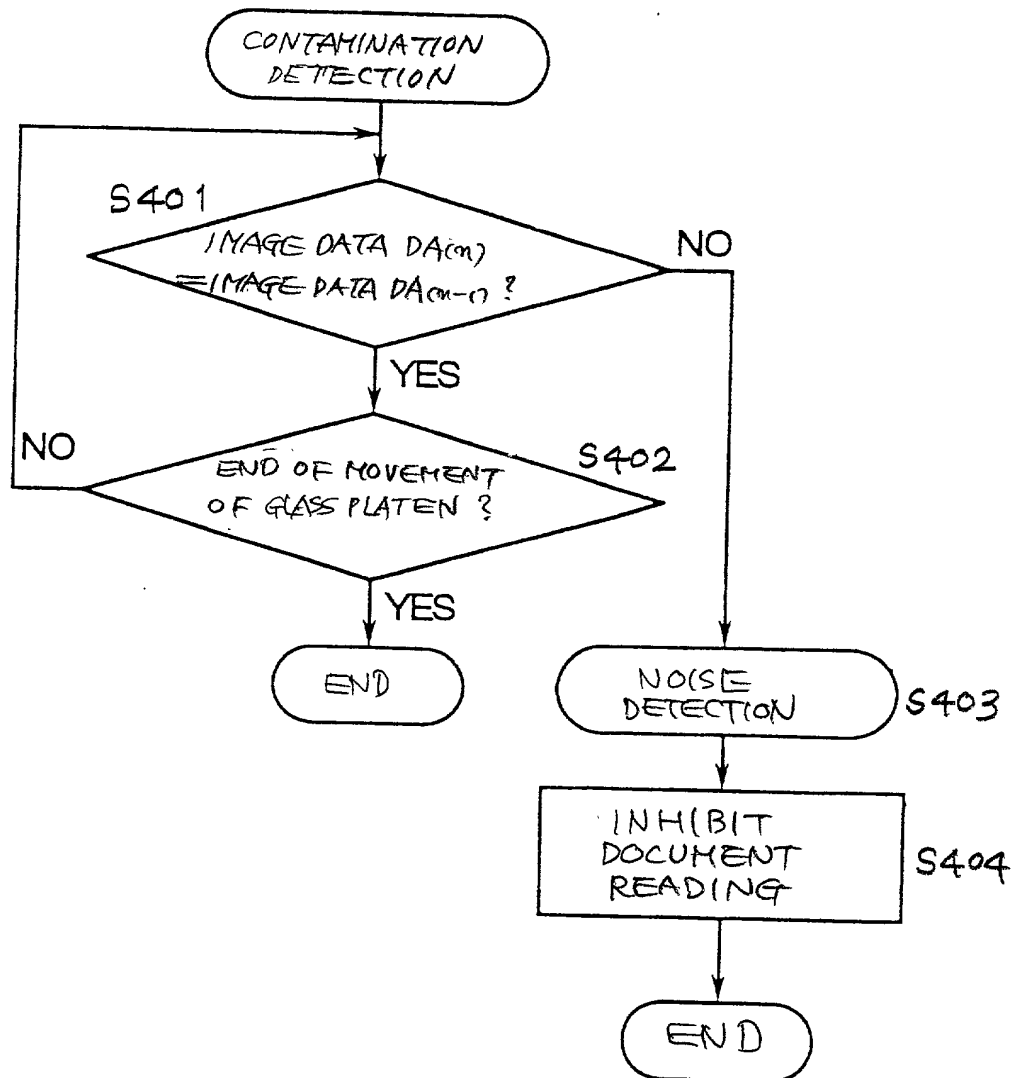 CONTAMINATION
DETECTION
S401
IMAGE DATA DA(n)
=IMAGE DATA DA(n-1) ?
NO
YES
NO
S402
END OF MOVEMENT
OF GLASS PLATEN ?
YES
END
NOISE
DETECTION
S403
INHIBIT
DOCUMENT
READING
S404
END